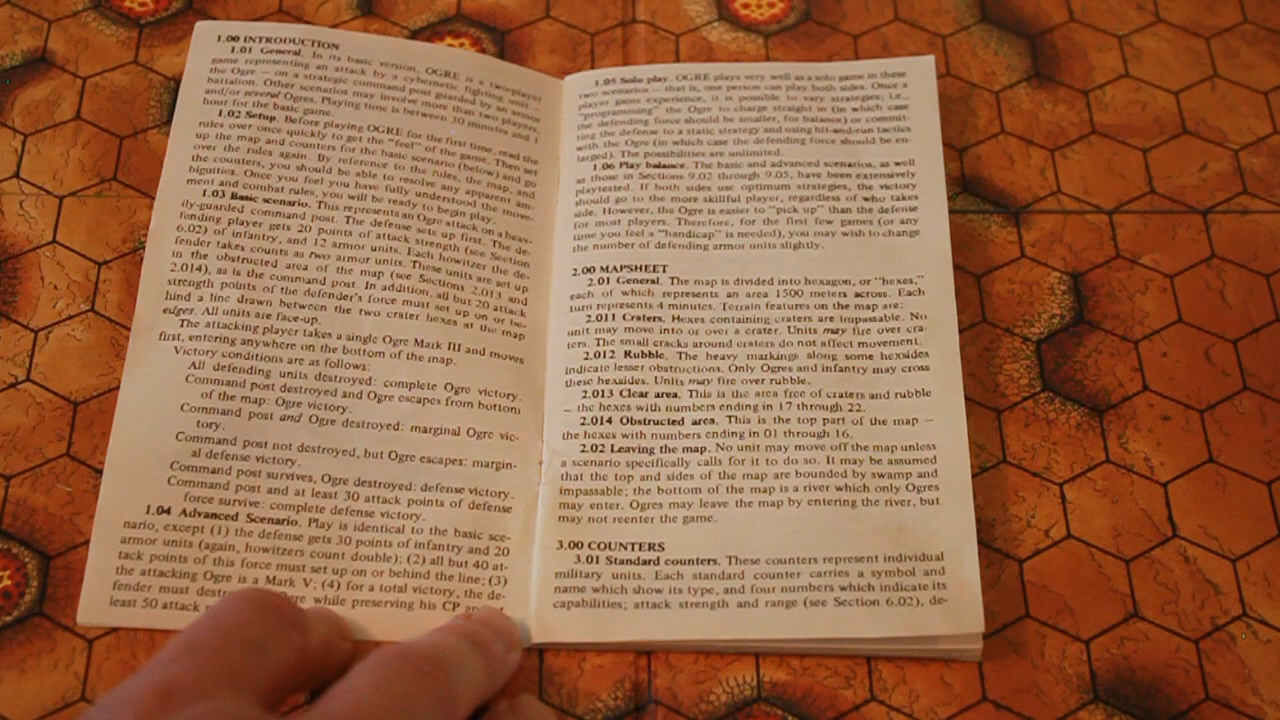 1.00 INTRODUCTION
1.01 General. In its basic version, OGRE is a two-player
game representing an attack by a cybernetic fighting unit —
the Ogre — on a strategic command post guarded by an armor
battalion. Other scenarios may involve more than two players,
and/or several Ogres. Playing time is between 30 minutes and 1
hour for the basic game.
1.02 Setup. Before playing OGRE for the first time, read the
rules over once quickly to get the "feel" of the game. Then set
up the map and counters for the basic scenario (below) and go
over the rules again. By reference to the rules, the map, and
the counters, you should be able to resolve any apparent am-
biguities. Once you feel you have fully understood the move-
ment and combat rules, you will be ready to begin play.
1.03 Basic scenario. This represents an Ogre attack on a heav-
ily-guarded command post. The defense sets up first. The de-
fending player gets 20 points of attack strength (see Section
6.02) of infantry, and 12 armor units. Each howitzer the de-
fender takes counts as two armor units. These units are set up
in the obstructed area of the map (see Sections 2.013 and
2.014), as is the command post. In addition, all but 20 attack
strength points of the defender's force must set up on or be-
hind a line drawn between the two crater hexes at the map
edges. All units are face-up.
The attacking player takes a single Ogre Mark III and moves
first, entering anywhere on the bottom of the map.
Victory conditions are as follows:
All defending units destroyed: complete Ogre victory.
Command post destroyed and Ogre escapes from bottom
of the map: Ogre victory.
Command post and Ogre destroyed: marginal Ogre vic-
tory.
Command post not destroyed, but Ogre escapes: margin-
al defense victory.
Command post survives, Ogre destroyed: defense victory.
Command post and at least 30 attack points of defense
force survive: complete defense victory.
1.04 Advanced Scenario. Play is identical to the basic sce-
nario, except (1) the defense gets 30 points of infantry and 20
armor units (again, howitzers count double); (2) all but 40 at-
tack points of this force must set up on or behind the line; (3)
the attacking Ogre is a Mark V; (4) for a total victory, the de-
fender must destroy Ogre while preserving his CP
least 50 attack
1.05 Solo play. OGRE plays very well as a solo game in these
two scenarios — that is, one person can play both sides. Once a
player gains experience, it is possible to vary strategies; i.e.,
"programming" the Ogre to charge straight in (in which case
the defending force should be smaller, for balance) or commit-
ting the defense to a static strategy and using hit-and-run tactics
with the Ogre (in which case the defending force should be en-
larged). The possibilities are unlimited.
1.06 Play balance. The basic and advanced scenarios, as well
as those in Sections 9.02 through 9.05, have been extensively
playtested. If both sides use optimum strategies, the victory
should go to the more skillful player, regardless of who takes
side. However, the Ogre is easier to "pick up" than the defense
for most players. Therefore, for the first few games (or any
time you feel a "handicap" is needed), you may wish to change
the number of defending armor units slightly.
2.00 MAPSHEET
2.01 General. The map is divided into hexagon, or "hexes,"
each of which represents an area 1500 meters across. Each
turn represents 4 minutes. Terrain features on the map are:
2.011 Craters. Hexes containing craters are impassable. No
unit may move into or over a crater. Units may fire over cra-
ters. The small cracks around craters do not affect movement.
2.012 Rubble. The heavy markings along some hexsides
indicate lesser obstructions. Only Ogres and infantry may cross
these hexsides. Units may fire over rubble.
2.013 Clear area. This is the area free of craters and rubble
— the hexes with numbers ending in 17 through 22.
2.014 Obstructed area. This is the top part of the map —
the hexes with numbers ending in 01 through 16.
2.02 Leaving the map. No unit may move off the map unless
a scenario specifically calls for it to do so. It may be assumed
that the top and sides of the map are bounded by swamp and
impassable; the bottom of the map is a river which only Ogres
may enter. Ogres may leave the map by entering the river, but
may not reenter the game.
3.00 COUNTERS
3.01 Standard counters. These counters represent individual
military units. Each standard counter carries a symbol and
name which show its type, and four numbers which indicate its
capabilities; attack strength and range (see Section 6.02), de-